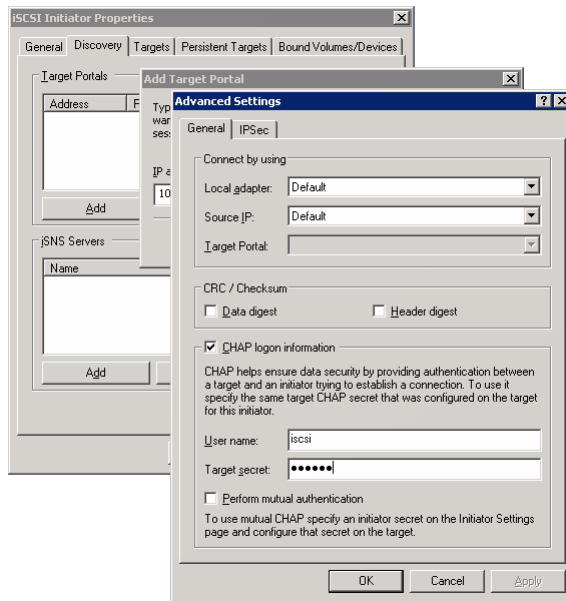 iSCSI Initiator Properties
General Discovery Targets Persistent Targets Bound Volumes/Devices
Target Portals
Address
Add
iSNS Servers
Name
Add
Add Target Portal
IP a
10
Advanced Settings
General IPSec
Connect by using
Local adapter: Default
Source IP: Default
Target Portal:
CRC / Checksum
Data digest Header digest
CHAP logon information
CHAP helps ensure data security by providing authentication between
a target and an initiator trying to establish a connection. To use it
specify the same target CHAP secret that was configured on the target
for this initiator.
User name: iscsi
Target secret: ●●●●●●
Perform mutual authentication
To use mutual CHAP specify an initiator secret on the Initiator Settings
page and configure that secret on the target.
OK Cancel Apply